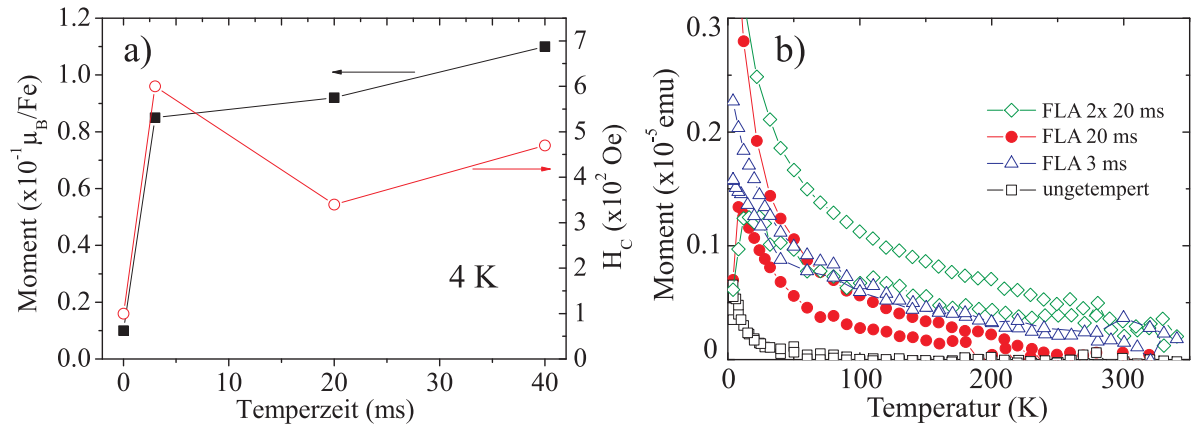 a)
1.2
1.0
0.8
0.6
0.4
0.2
0.0
Moment (x10⁻¹ μ_B/Fe)
0
10
20
30
40
Temperzeit (ms)
7
6
5
4
3
2
1
0
H_C (x10² Oe)
4 K
b)
0.3
0.2
0.1
0
Moment (x10⁻⁵ emu)
0
100
200
300
Temperatur (K)
FLA 2x 20 ms
FLA 20 ms
FLA 3 ms
ungetempert